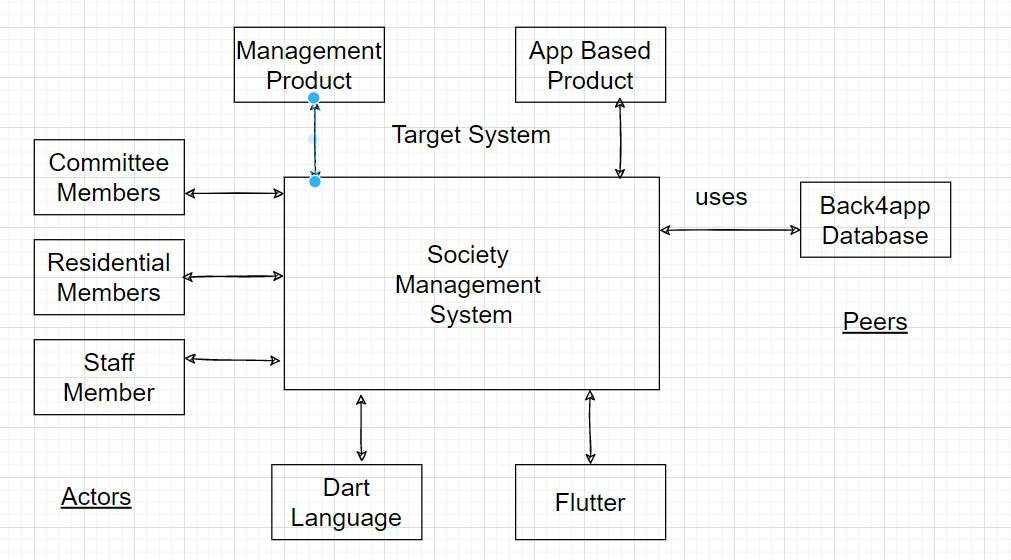 Management
Product
App Based
Product
Target System
Committee
Members
uses
Back4app
Database
Residential
Members
Society
Management
System
Peers
Staff
Member
Actors
Dart
Language
Flutter